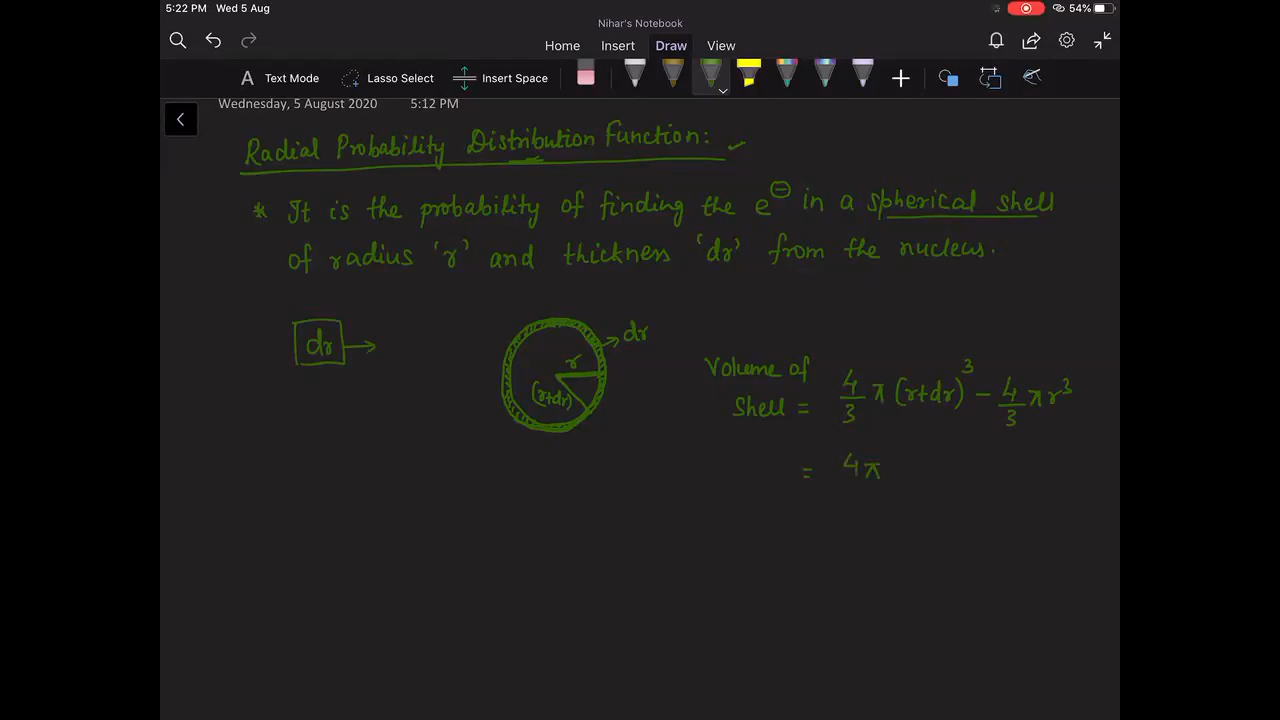 5:22 PM Wed 5 Aug
54%
Nihar's Notebook
Home Insert Draw View
Text Mode Lasso Select Insert Space
Wednesday, 5 August 2020 5:12 PM
Radial Probability Distribution Function:
* It is the probability of finding the e⊖ in a spherical shell
of radius 'r' and thickness 'dr' from the nucleus.
dr
dr
r
(r+dr)
Volume of
Shell = 4/3 π (r+dr)³ - 4/3 π r³
= 4π